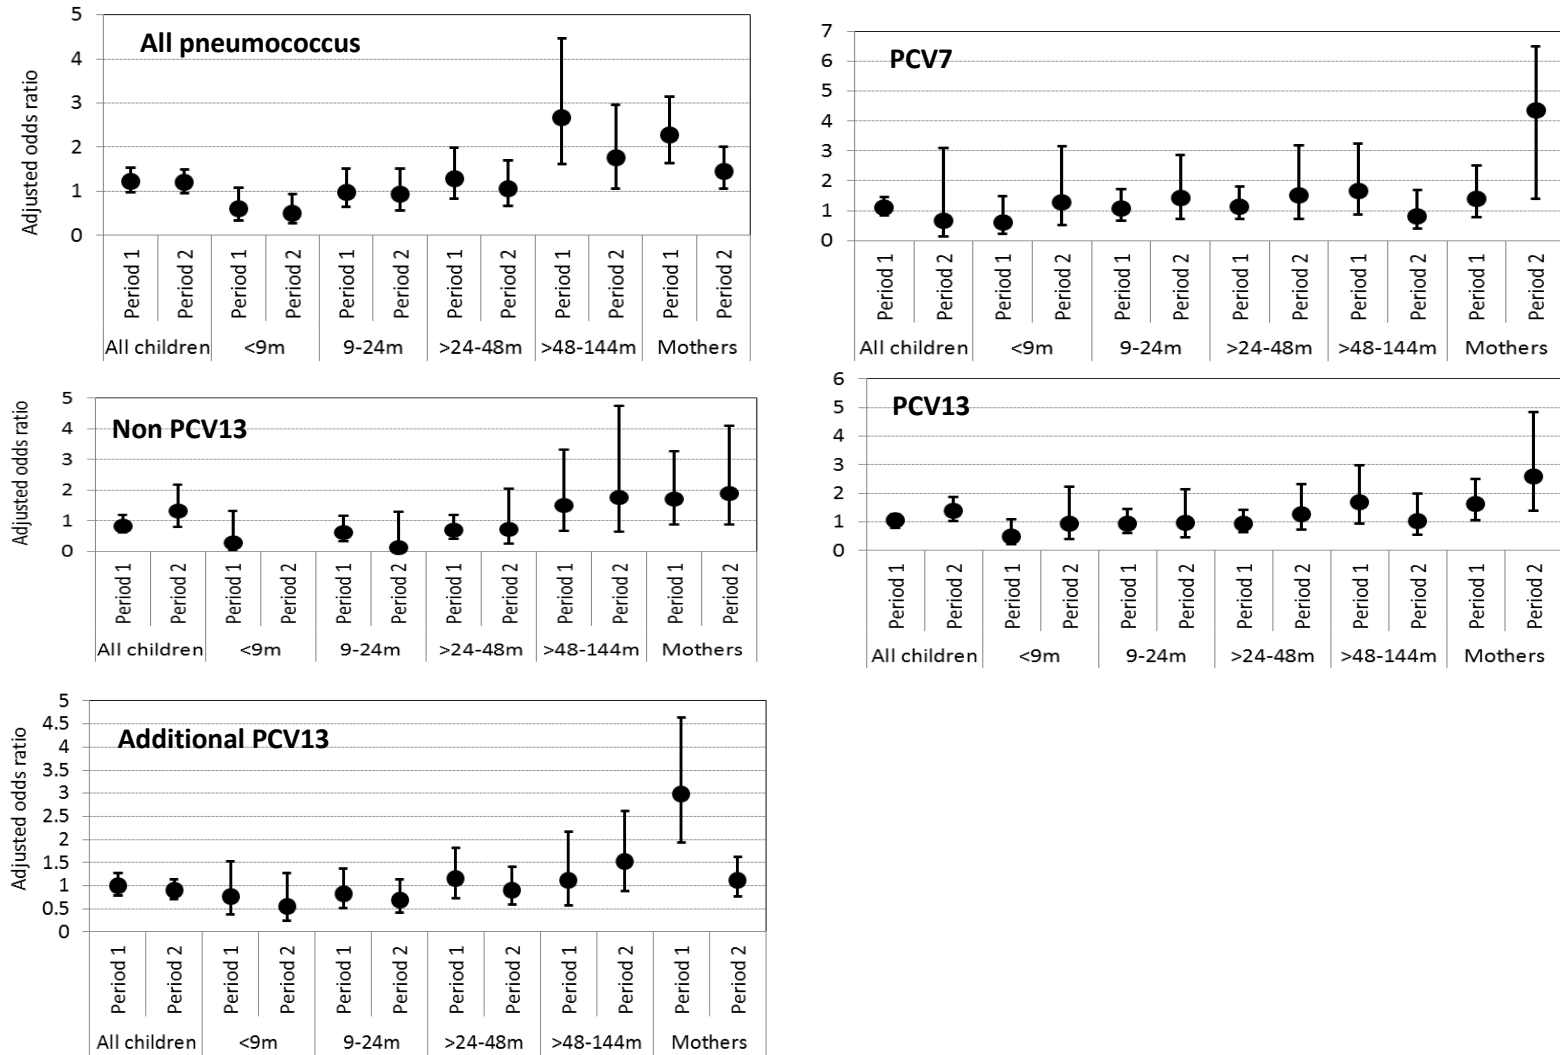 All pneumococcus
Adjusted odds ratio
5
4
3
2
1
0
Period 1 Period 2 Period 1 Period 2 Period 1 Period 2 Period 1 Period 2 Period 1 Period 2 Period 1 Period 2
All children <9m 9-24m >24-48m >48-144m Mothers
PCV7
7
6
5
4
3
2
1
0
Period 1 Period 2 Period 1 Period 2 Period 1 Period 2 Period 1 Period 2 Period 1 Period 2 Period 1 Period 2
All children <9m 9-24m >24-48m >48-144m Mothers
Non PCV13
Adjusted odds ratio
5
4
3
2
1
0
Period 1 Period 2 Period 1 Period 2 Period 1 Period 2 Period 1 Period 2 Period 1 Period 2 Period 1 Period 2
All children <9m 9-24m >24-48m >48-144m Mothers
PCV13
6
5
4
3
2
1
0
Period 1 Period 2 Period 1 Period 2 Period 1 Period 2 Period 1 Period 2 Period 1 Period 2 Period 1 Period 2
All children <9m 9-24m >24-48m >48-144m Mothers
Additional PCV13
Adjusted odds ratio
5
4.5
4
3.5
3
2.5
2
1.5
1
0.5
0
Period 1 Period 2 Period 1 Period 2 Period 1 Period 2 Period 1 Period 2 Period 1 Period 2 Period 1 Period 2
All children <9m 9-24m >24-48m >48-144m Mothers